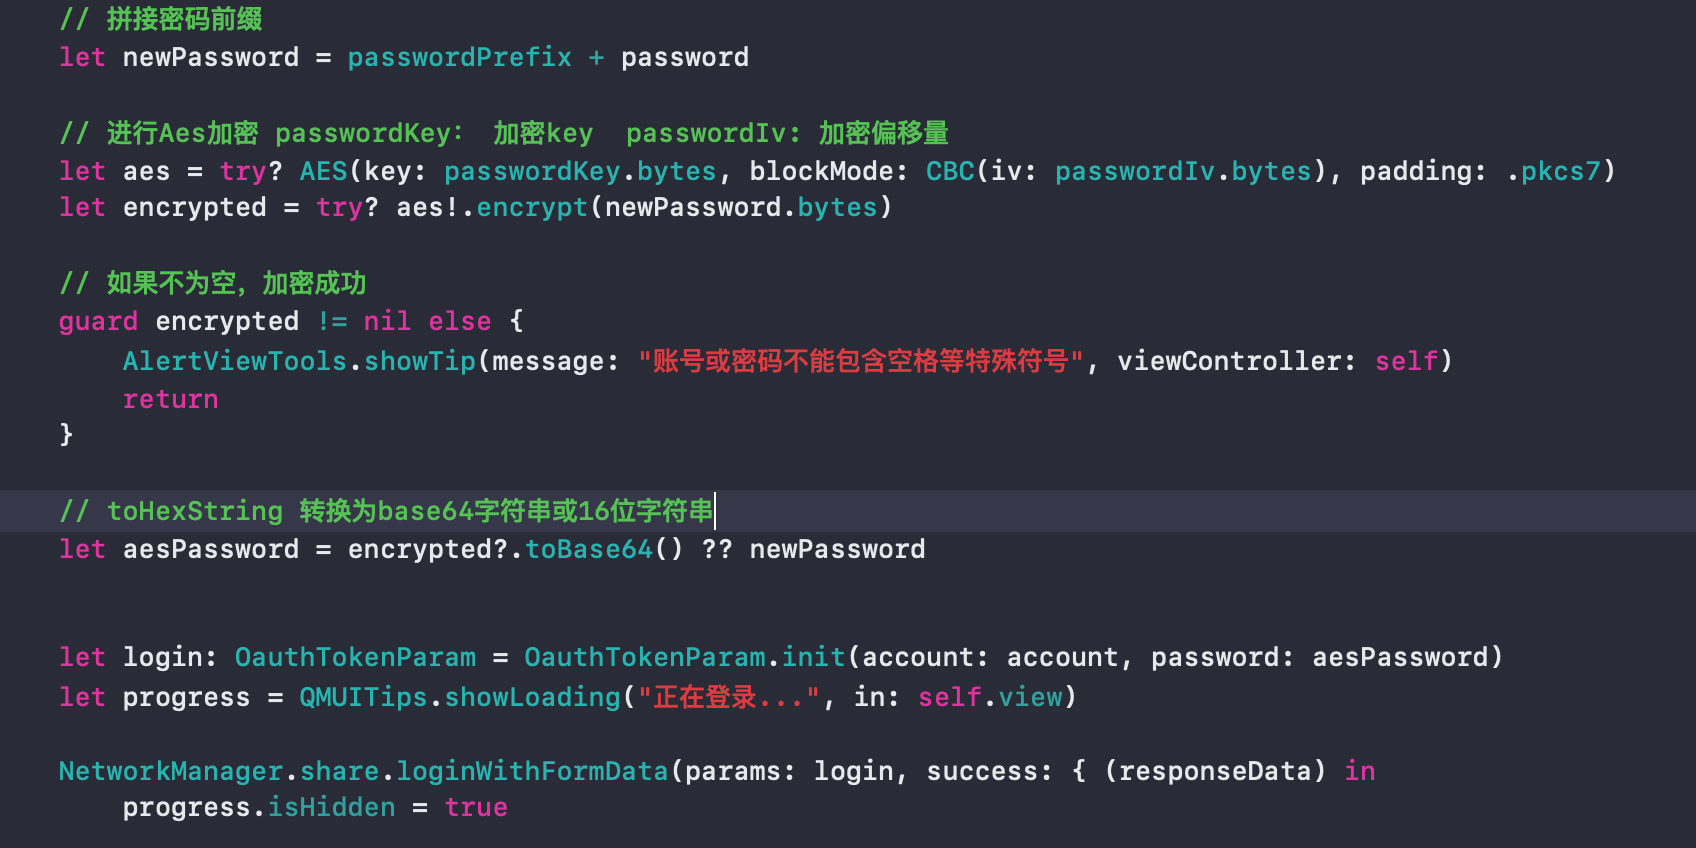 // 拼接密码前缀
let newPassword = passwordPrefix + password
// 进行Aes加密 passwordKey： 加密key  passwordIv: 加密偏移量
let aes = try? AES(key: passwordKey.bytes, blockMode: CBC(iv: passwordIv.bytes), padding: .pkcs7)
let encrypted = try? aes!.encrypt(newPassword.bytes)
// 如果不为空，加密成功
guard encrypted != nil else {
    AlertViewTools.showTip(message: "账号或密码不能包含空格等特殊符号", viewController: self)
    return
}
// toHexString 转换为base64字符串或16位字符串
let aesPassword = encrypted?.toBase64() ?? newPassword
let login: OauthTokenParam = OauthTokenParam.init(account: account, password: aesPassword)
let progress = QMUITips.showLoading("正在登录...", in: self.view)
NetworkManager.share.loginWithFormData(params: login, success: { (responseData) in
    progress.isHidden = true